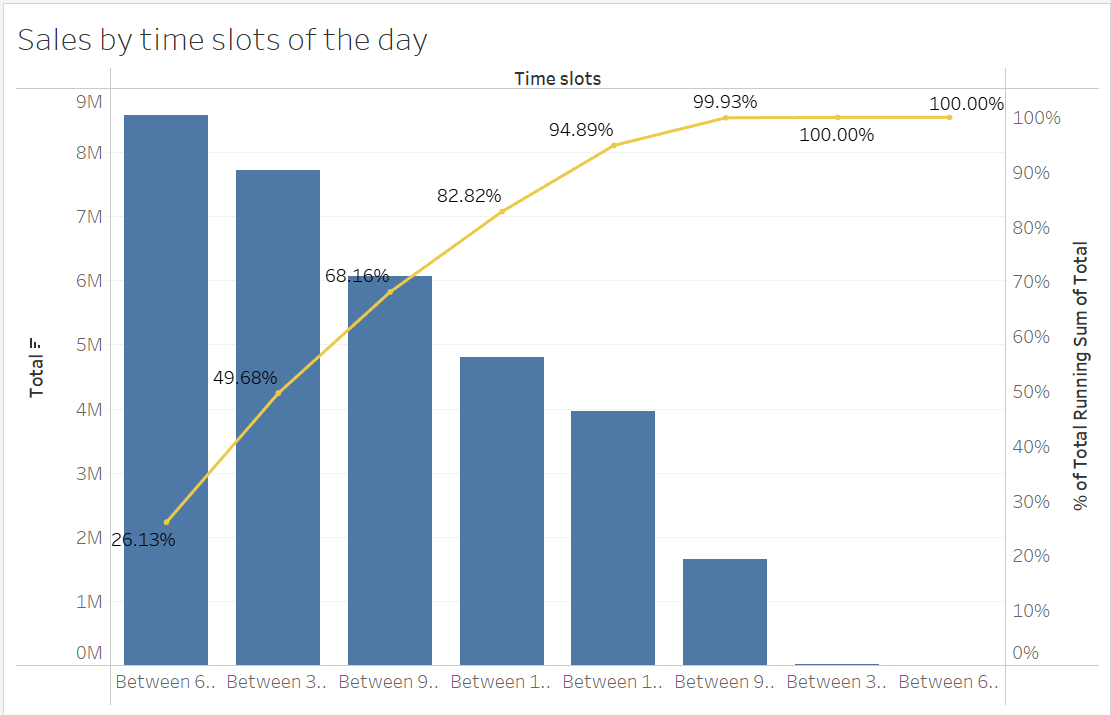 Sales by time slots of the day
Time slots
9M
8M
7M
6M
5M
4M
3M
2M
1M
0M
Total
26.13%
49.68%
68.16%
82.82%
94.89%
99.93%
100.00%
100.00%
100%
90%
80%
70%
60%
50%
40%
30%
20%
10%
0%
% of Total Running Sum of Total
Between 6.. Between 3.. Between 9.. Between 1.. Between 1.. Between 9.. Between 3.. Between 6..